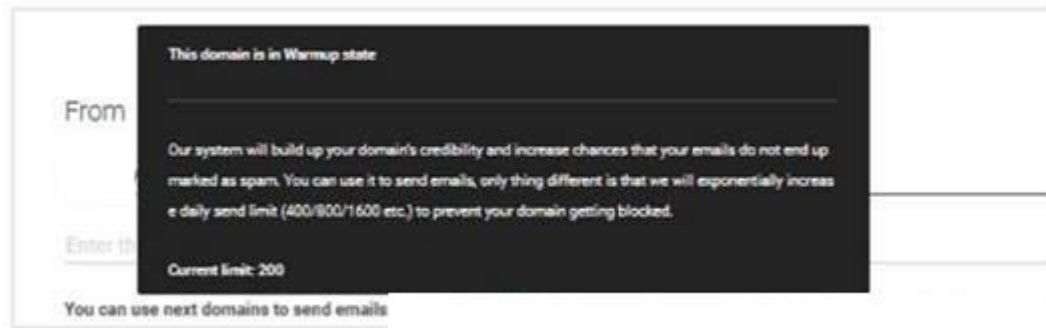 This domain is in Warmup state
From
Our system will build up your domain's credibility and increase chances that your emails do not end up
marked as spam. You can use it to send emails, only thing different is that we will exponentially increas
e daily send limit (400/800/1600 etc.) to prevent your domain getting blocked.
Enter th
Current limit: 200
You can use next domains to send emails